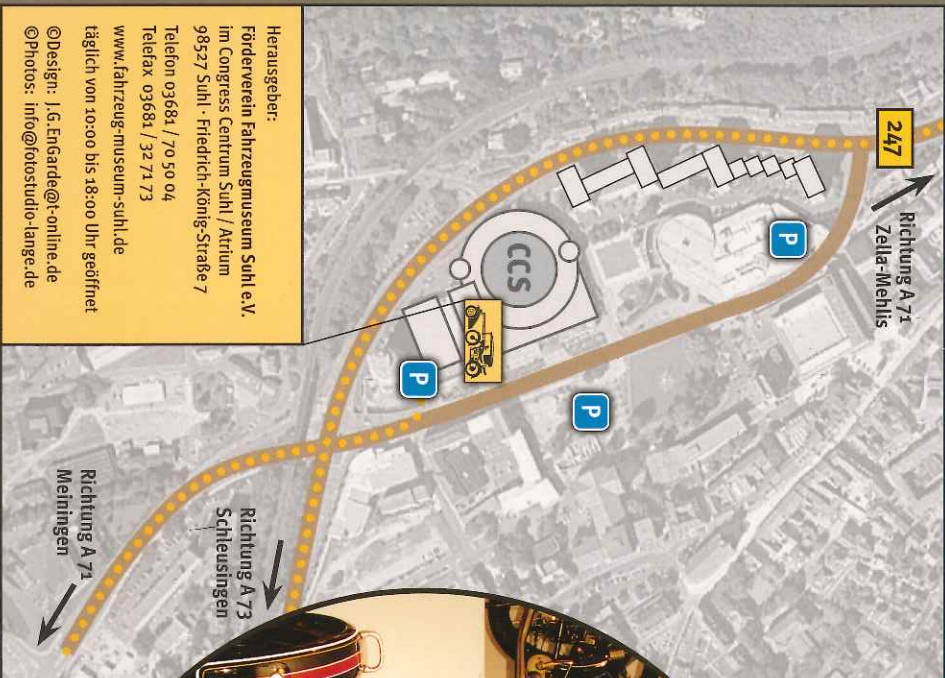 Herausgeber:
Förderverein Fahrzeugmuseum Suhl e.V.
im Congress Centrum Suhl / Atrium
98527 Suhl · Friedrich-König-Straße 7
Telefon 03681 / 70 50 04
Telefax 03681 / 32 71 73
www.fahrzeug-museum-suhl.de
täglich von 10:00 bis 18:00 Uhr geöffnet
©Design: J.G.EnGarde@t-online.de
©Photos: info@fotostudio-lange.de
247
Richtung A 71
Zella-Mehlis
P
CCS
P
P
Richtung A 73
Schleusingen
Richtung A 71
Meiningen